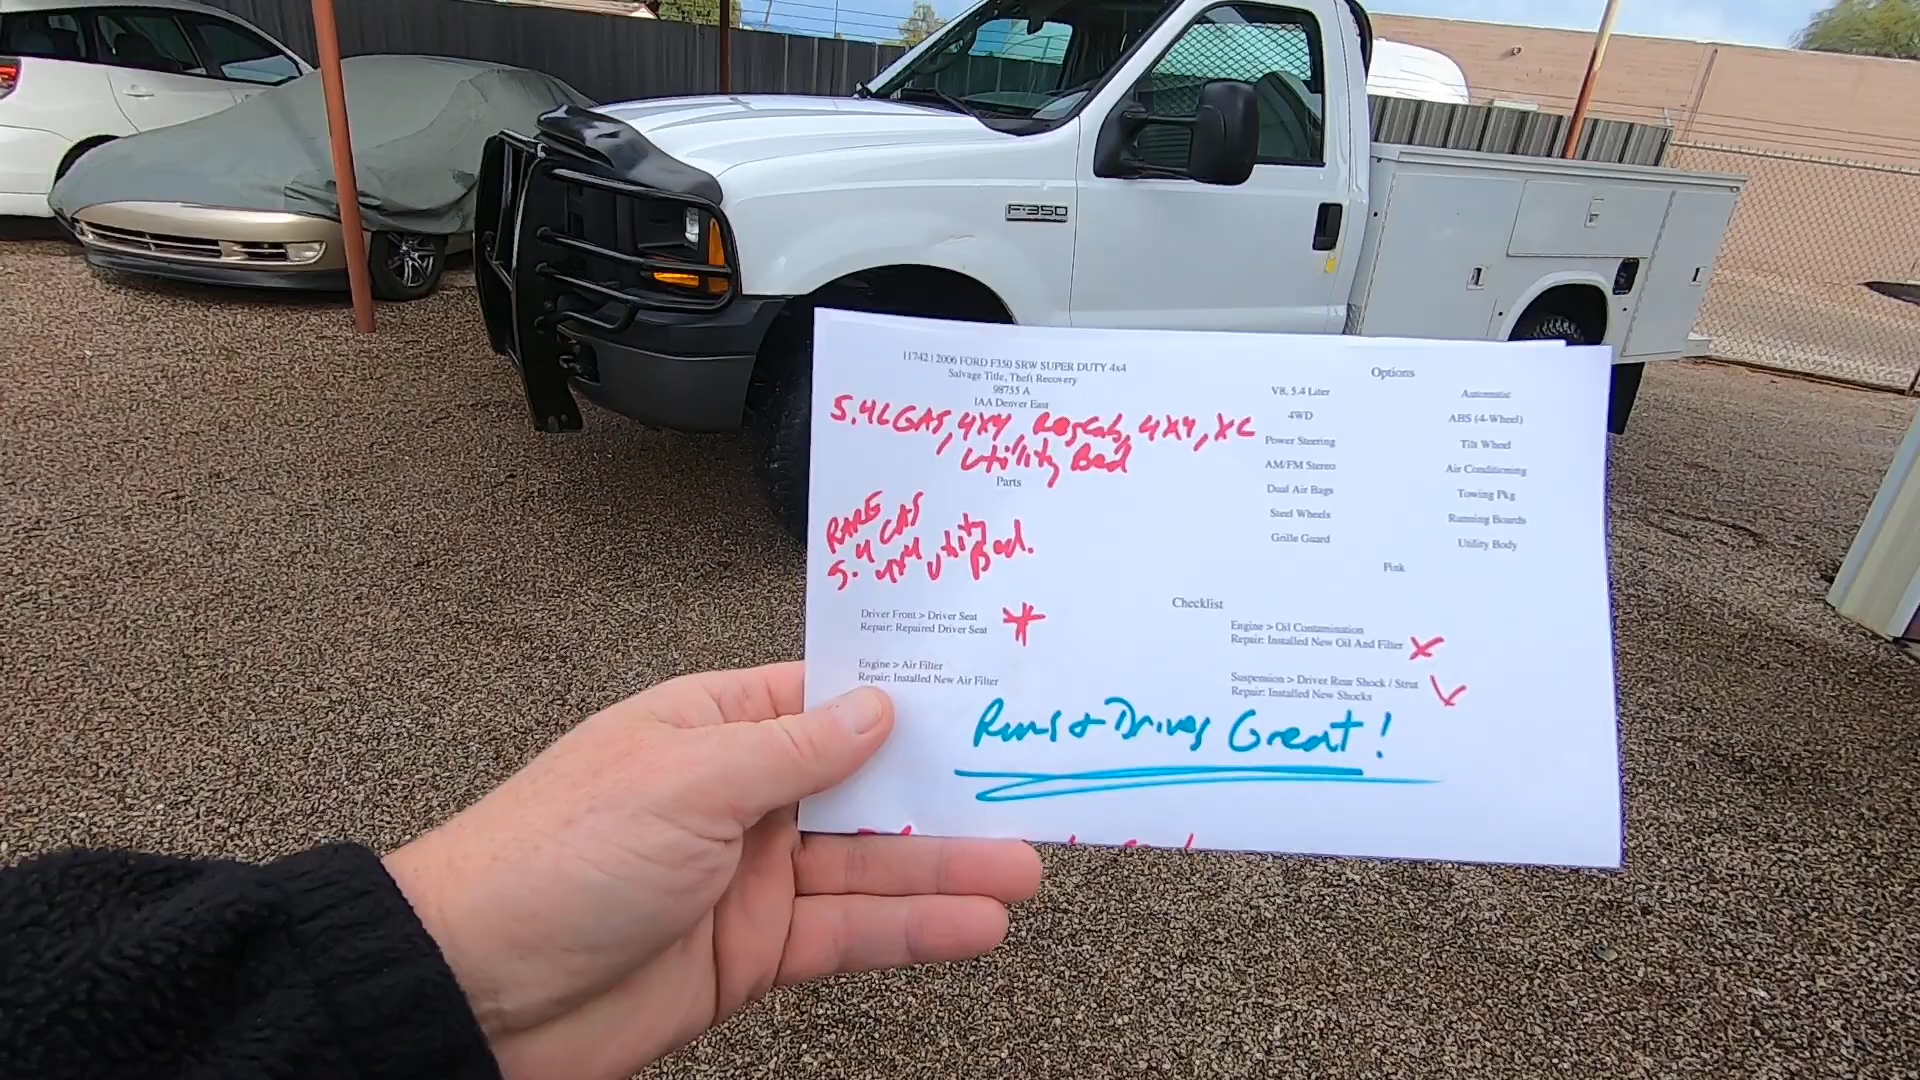 F-350
11742 | 2006 FORD F350 SRW SUPER DUTY 4x4
Salvage Title, Theft Recovery
98755 A
IAA Denver East
5.4L GAS, 4X4 Reg Cab, 4X4, XL
Utility Bed
Parts
RARE
5.4 GAS
4x4 Utility
Bed.
Driver Front > Driver Seat
Repair: Repaired Driver Seat
Engine > Air Filter
Repair: Installed New Air Filter
Options
V8, 5.4 Liter
Automatic
4WD
ABS (4-Wheel)
Power Steering
Tilt Wheel
AM/FM Stereo
Air Conditioning
Dual Air Bags
Towing Pkg
Steel Wheels
Running Boards
Grille Guard
Utility Body
Pink
Checklist
Engine > Oil Contamination
Repair: Installed New Oil And Filter
Suspension > Driver Rear Shock / Strut
Repair: Installed New Shocks
Runs & Drives Great!